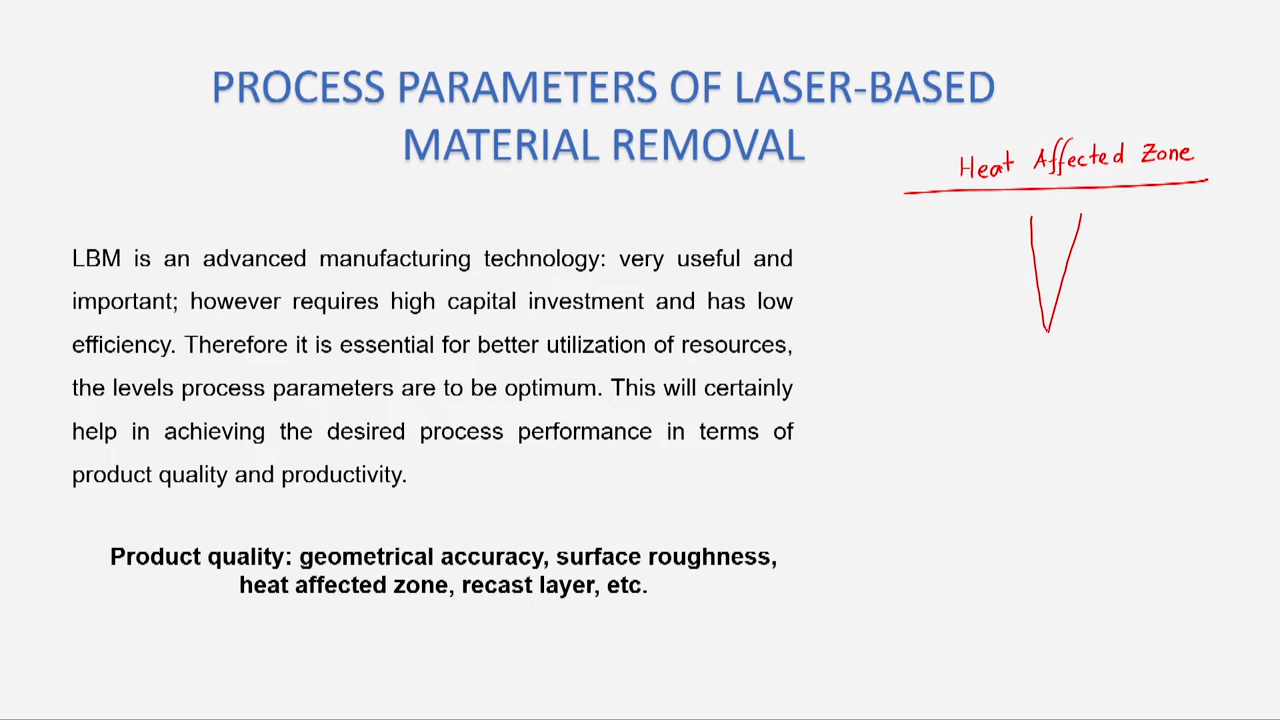 PROCESS PARAMETERS OF LASER-BASED
MATERIAL REMOVAL
Heat Affected Zone
LBM is an advanced manufacturing technology: very useful and
important; however requires high capital investment and has low
efficiency. Therefore it is essential for better utilization of resources,
the levels process parameters are to be optimum. This will certainly
help in achieving the desired process performance in terms of
product quality and productivity.
Product quality: geometrical accuracy, surface roughness,
heat affected zone, recast layer, etc.